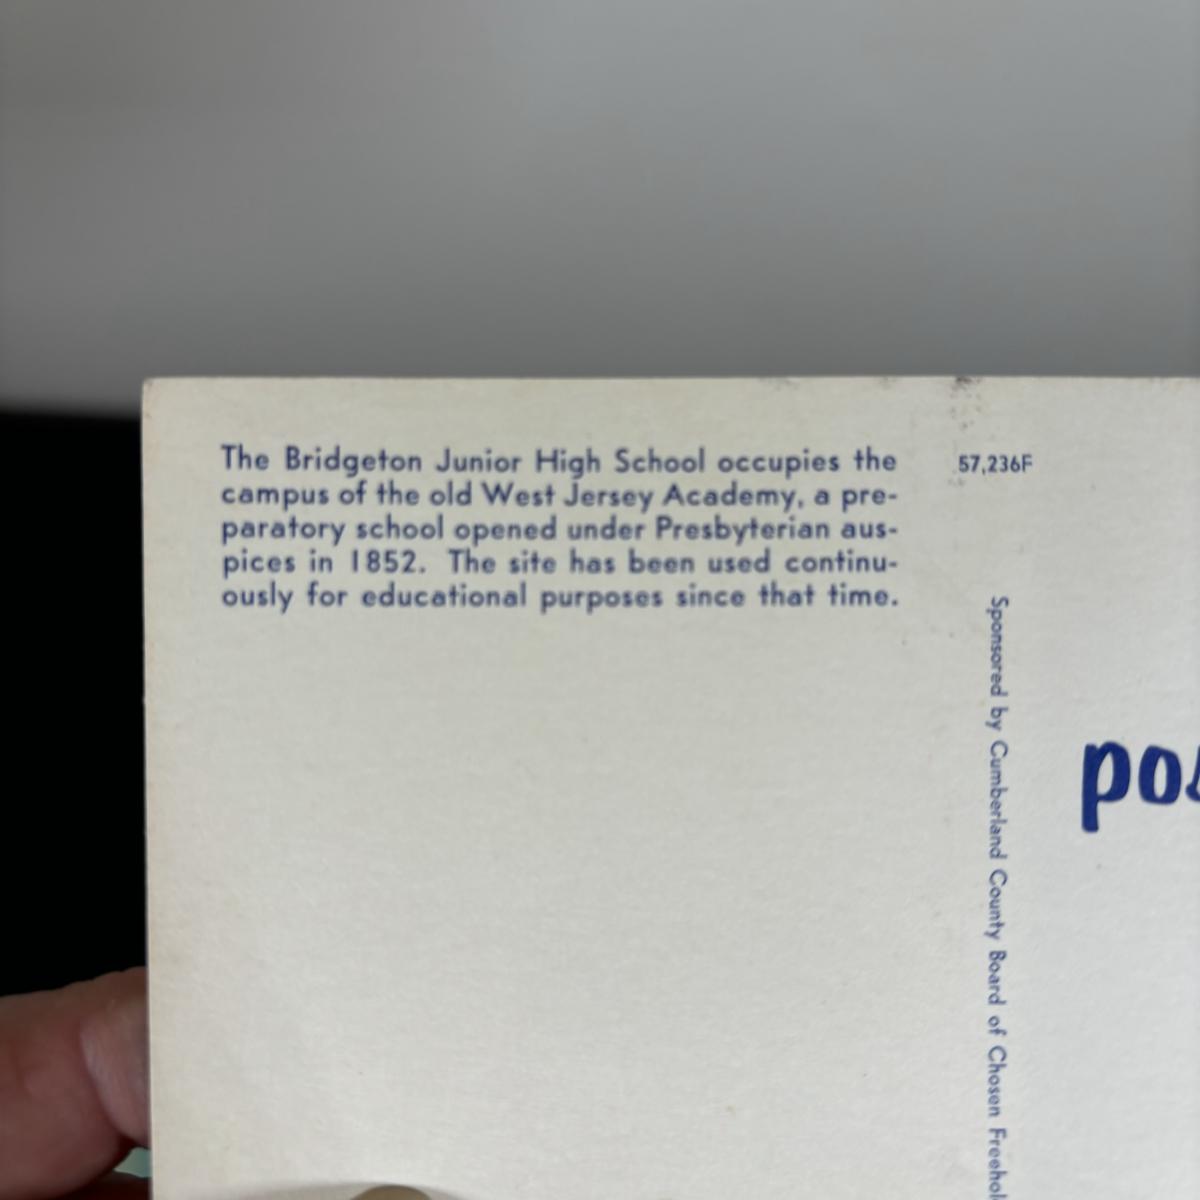 The Bridgeton Junior High School occupies the
campus of the old West Jersey Academy, a pre-
paratory school opened under Presbyterian aus-
pices in 1852. The site has been used continu-
ously for educational purposes since that time.
57,236F
Sponsored by Cumberland County Board of Chosen Freehol
pos